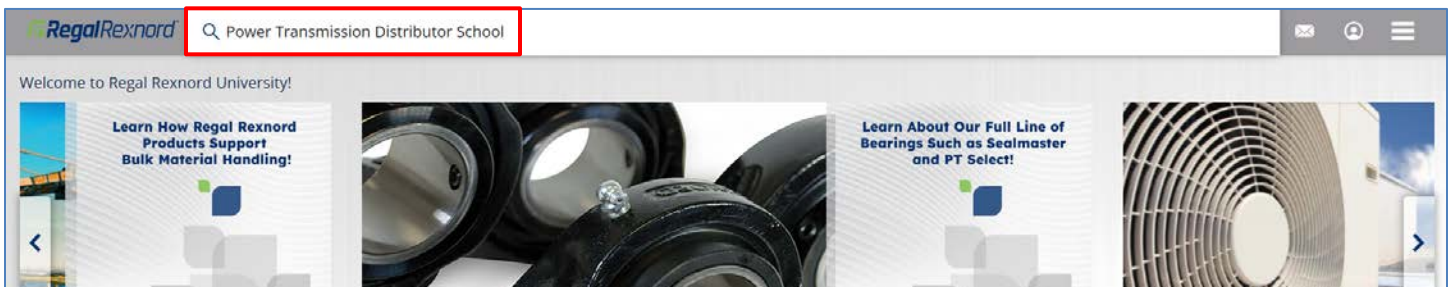 RegalRexnord
Power Transmission Distributor School
Welcome to Regal Rexnord University!
Learn How Regal Rexnord
Products Support
Bulk Material Handling!
Learn About Our Full Line of
Bearings Such as Sealmaster
and PT Select!